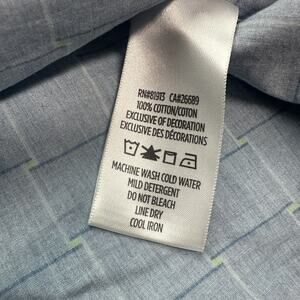 RN#81913 CA#26689
100% COTTON/COTON
EXCLUSIVE OF DECORATION
EXCLUSIF DES DÉCORATIONS
MACHINE WASH COLD WATER
MILD DETERGENT
DO NOT BLEACH
LINE DRY
COOL IRON